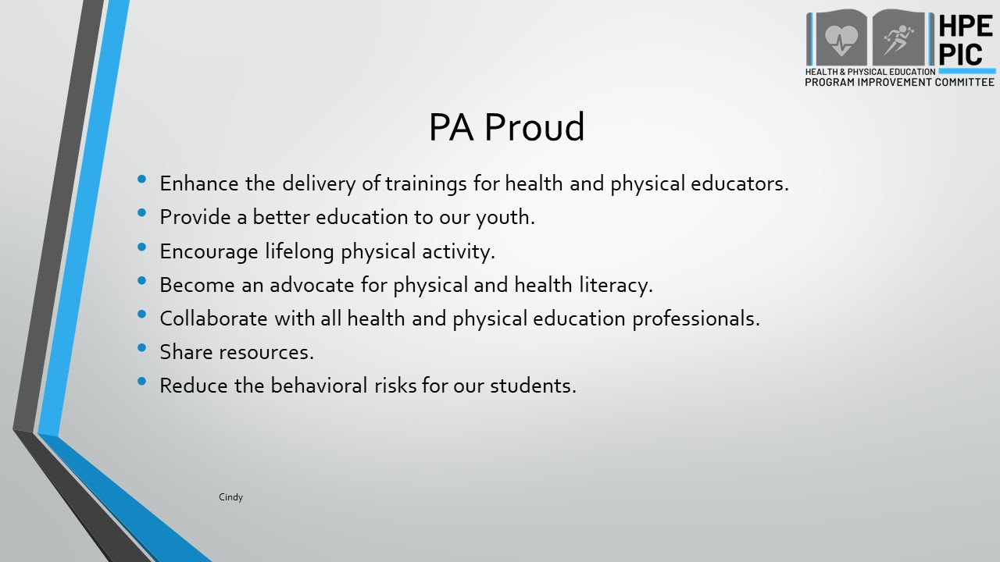 HPE
PIC
HEALTH & PHYSICAL EDUCATION
PROGRAM IMPROVEMENT COMMITTEE
PA Proud
• Enhance the delivery of trainings for health and physical educators.
• Provide a better education to our youth.
• Encourage lifelong physical activity.
• Become an advocate for physical and health literacy.
• Collaborate with all health and physical education professionals.
• Share resources.
• Reduce the behavioral risks for our students.
Cindy